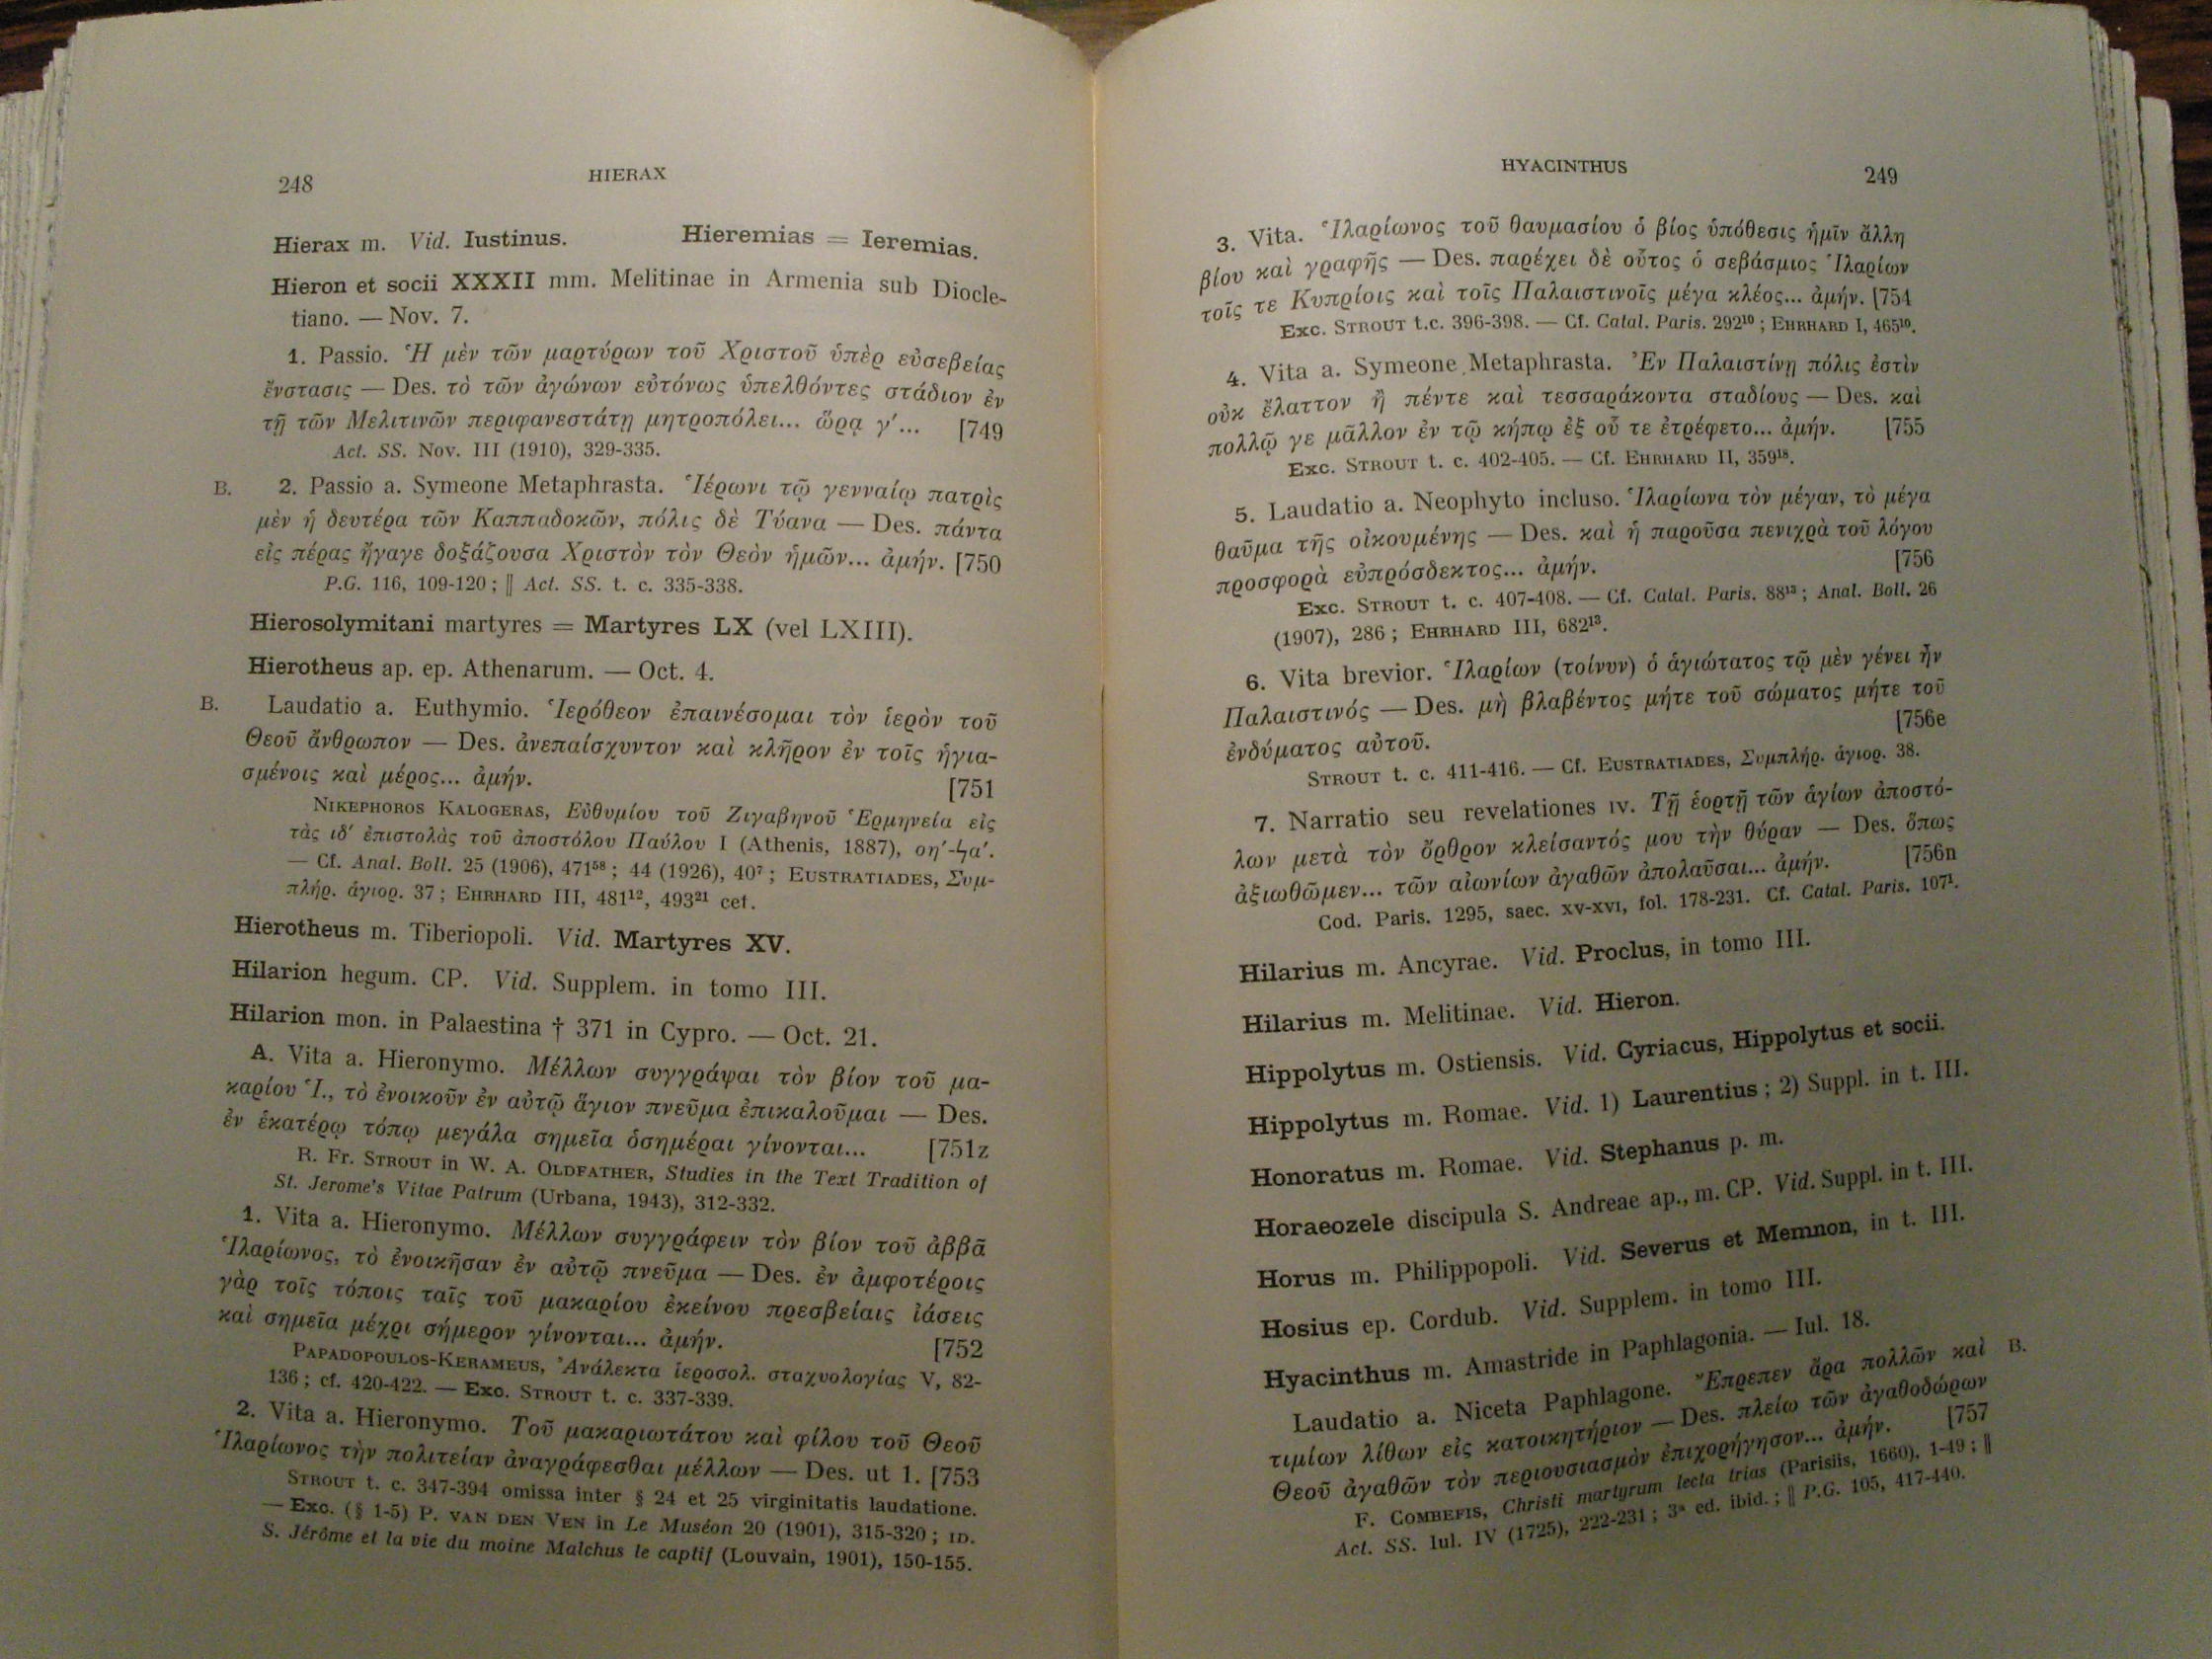 248
HIERAX
Hierax m. Vid. Iustinus. Hieremias = Ieremias.
Hieron et socii XXXII mm. Melitinae in Armenia sub Diocle-
tiano. — Nov. 7.
1. Passio. Ἡ μὲν τῶν μαρτύρων τοῦ Χριστοῦ ὑπὲρ εὐσεβείας
ἔνστασις — Des. τὸ τῶν ἀγώνων εὐτόνως ὑπελθόντες στάδιον ἐν
τῇ τῶν Μελιτινῶν περιφανεστάτῃ μητροπόλει... ὥρᾳ γ′... [749
Act. SS. Nov. III (1910), 329-335.
B. 2. Passio a. Symeone Metaphrasta. Ἱέρωνι τῷ γενναίῳ πατρὶς
μὲν ἡ δευτέρα τῶν Καππαδοκῶν, πόλις δὲ Τύανα — Des. πάντα
εἰς πέρας ἤγαγε δοξάζουσα Χριστὸν τὸν Θεὸν ἡμῶν... ἀμήν. [750
P.G. 116, 109-120 ; || Act. SS. t. c. 335-338.
Hierosolymitani martyres = Martyres LX (vel LXIII).
Hierotheus ap. ep. Athenarum. — Oct. 4.
B. Laudatio a. Euthymio. Ἱερόθεον ἐπαινέσομαι τὸν ἱερὸν τοῦ
Θεοῦ ἄνθρωπον — Des. ἀνεπαίσχυντον καὶ κλῆρον ἐν τοῖς ἡγια-
σμένοις καὶ μέρος... ἀμήν. [751
NIKEPHOROS KALOGERAS, Εὐθυμίου τοῦ Ζιγαβηνοῦ Ἑρμηνεία εἰς
τὰς ιδ′ ἐπιστολὰς τοῦ ἀποστόλου Παύλου I (Athenis, 1887), οη′-ϟα′.
— Cf. Anal. Boll. 25 (1906), 471⁵⁸ ; 44 (1926), 40⁷ ; EUSTRATIADES, Συμ-
πλήρ. ἁγιορ. 37 ; EHRHARD III, 481¹², 493²¹ cet.
Hierotheus m. Tiberiopoli. Vid. Martyres XV.
Hilarion hegum. CP. Vid. Supplem. in tomo III.
Hilarion mon. in Palaestina † 371 in Cypro. — Oct. 21.
A. Vita a. Hieronymo. Μέλλων συγγράψαι τὸν βίον τοῦ μα-
καρίου Ἱ., τὸ ἐνοικοῦν ἐν αὐτῷ ἅγιον πνεῦμα ἐπικαλοῦμαι — Des.
ἐν ἑκατέρῳ τόπῳ μεγάλα σημεῖα ὁσημέραι γίνονται... [751z
R. Fr. STROUT in W. A. OLDFATHER, Studies in the Text Tradition of
St. Jerome's Vitae Patrum (Urbana, 1943), 312-332.
1. Vita a. Hieronymo. Μέλλων συγγράφειν τὸν βίον τοῦ ἀββᾶ
Ἱλαρίωνος, τὸ ἐνοικῆσαν ἐν αὐτῷ πνεῦμα — Des. ἐν ἀμφοτέροις
γὰρ τοῖς τόποις ταῖς τοῦ μακαρίου ἐκείνου πρεσβείαις ἰάσεις
καὶ σημεῖα μέχρι σήμερον γίνονται... ἀμήν. [752
PAPADOPOULOS-KERAMEUS, Ἀνάλεκτα ἱεροσολ. σταχυολογίας V, 82-
136 ; cf. 420-422. — Exc. STROUT t. c. 337-339.
2. Vita a. Hieronymo. Τοῦ μακαριωτάτου καὶ φίλου τοῦ Θεοῦ
Ἱλαρίωνος τὴν πολιτείαν ἀναγράφεσθαι μέλλων — Des. ut 1. [753
STROUT t. c. 347-394 omissa inter § 24 et 25 virginitatis laudatione.
— Exc. (§ 1-5) P. VAN DEN VEN in Le Muséon 20 (1901), 315-320 ; ID.
S. Jérôme et la vie du moine Malchus le captif (Louvain, 1901), 150-155.
HYACINTHUS
249
3. Vita. Ἱλαρίωνος τοῦ θαυμασίου ὁ βίος ὑπόθεσις ἡμῖν ἄλλη
βίου καὶ γραφῆς — Des. παρέχει δὲ οὗτος ὁ σεβάσμιος Ἱλαρίων
τοῖς τε Κυπρίοις καὶ τοῖς Παλαιστινοῖς μέγα κλέος... ἀμήν. [754
Exc. STROUT t.c. 396-398. — Cf. Catal. Paris. 292¹⁰ ; EHRHARD I, 465¹⁰.
4. Vita a. Symeone Metaphrasta. Ἐν Παλαιστίνῃ πόλις ἐστὶν
οὐκ ἔλαττον ἢ πέντε καὶ τεσσαράκοντα σταδίους — Des. καὶ
πολλῷ γε μᾶλλον ἐν τῷ κήπῳ ἐξ οὗ τε ἐτρέφετο... ἀμήν. [755
Exc. STROUT t. c. 402-405. — Cf. EHRHARD II, 359¹⁸.
5. Laudatio a. Neophyto incluso. Ἱλαρίωνα τὸν μέγαν, τὸ μέγα
θαῦμα τῆς οἰκουμένης — Des. καὶ ἡ παροῦσα πενιχρὰ τοῦ λόγου
προσφορὰ εὐπρόσδεκτος... ἀμήν. [756
Exc. STROUT t. c. 407-408. — Cf. Catal. Paris. 88¹³ ; Anal. Boll. 26
(1907), 286 ; EHRHARD III, 682¹³.
6. Vita brevior. Ἱλαρίων (τοίνυν) ὁ ἁγιώτατος τῷ μὲν γένει ἦν
Παλαιστινός — Des. μὴ βλαβέντος μήτε τοῦ σώματος μήτε τοῦ
ἐνδύματος αὐτοῦ. [756e
STROUT t. c. 411-416. — Cf. EUSTRATIADES, Συμπλήρ. ἁγιορ. 38.
7. Narratio seu revelationes IV. Τῇ ἑορτῇ τῶν ἁγίων ἀποστό-
λων μετὰ τὸν ὄρθρον κλείσαντός μου τὴν θύραν — Des. ὅπως
ἀξιωθῶμεν... τῶν αἰωνίων ἀγαθῶν ἀπολαῦσαι... ἀμήν. [756n
Cod. Paris. 1295, saec. XV-XVI, fol. 178-231. Cf. Catal. Paris. 107¹.
Hilarius m. Ancyrae. Vid. Proclus, in tomo III.
Hilarius m. Melitinae. Vid. Hieron.
Hippolytus m. Ostiensis. Vid. Cyriacus, Hippolytus et socii.
Hippolytus m. Romae. Vid. 1) Laurentius ; 2) Suppl. in t. III.
Honoratus m. Romae. Vid. Stephanus p. m.
Horaeozele discipula S. Andreae ap., m. CP. Vid. Suppl. in t. III.
Horus m. Philippopoli. Vid. Severus et Memnon, in t. III.
Hosius ep. Cordub. Vid. Supplem. in tomo III.
Hyacinthus m. Amastride in Paphlagonia. — Iul. 18.
Laudatio a. Niceta Paphlagone. Ἔπρεπεν ἄρα πολλῶν καὶ B.
τιμίων λίθων εἰς κατοικητήριον — Des. πλείω τῶν ἀγαθοδώρων
Θεοῦ ἀγαθῶν τὸν περιουσιασμὸν ἐπιχορήγησον... ἀμήν. [757
F. COMBEFIS, Christi martyrum lecta trias (Parisiis, 1660), 1-49 ; ||
Act. SS. Iul. IV (1725), 222-231 ; 3ª ed. ibid. ; || P.G. 105, 417-440.